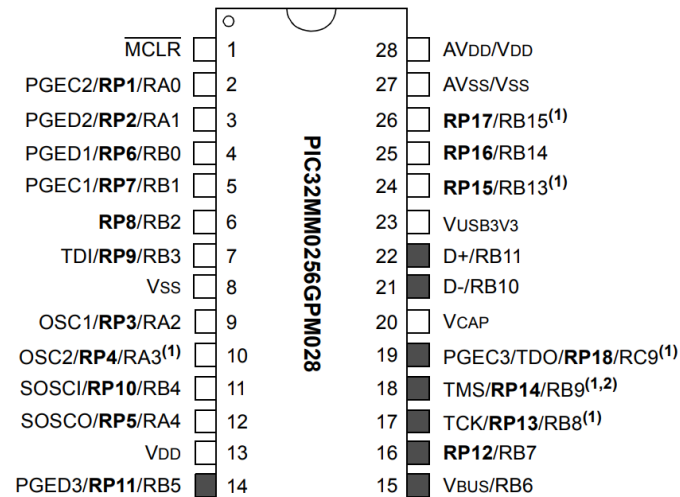 MCLR 1
PGEC2/RP1/RA0 2
PGED2/RP2/RA1 3
PGED1/RP6/RB0 4
PGEC1/RP7/RB1 5
RP8/RB2 6
TDI/RP9/RB3 7
VSS 8
OSC1/RP3/RA2 9
OSC2/RP4/RA3(1) 10
SOSCI/RP10/RB4 11
SOSCO/RP5/RA4 12
VDD 13
PGED3/RP11/RB5 14
PIC32MM0256GPM028
28 AVDD/VDD
27 AVSS/VSS
26 RP17/RB15(1)
25 RP16/RB14
24 RP15/RB13(1)
23 VUSB3V3
22 D+/RB11
21 D-/RB10
20 VCAP
19 PGEC3/TDO/RP18/RC9(1)
18 TMS/RP14/RB9(1,2)
17 TCK/RP13/RB8(1)
16 RP12/RB7
15 VBUS/RB6